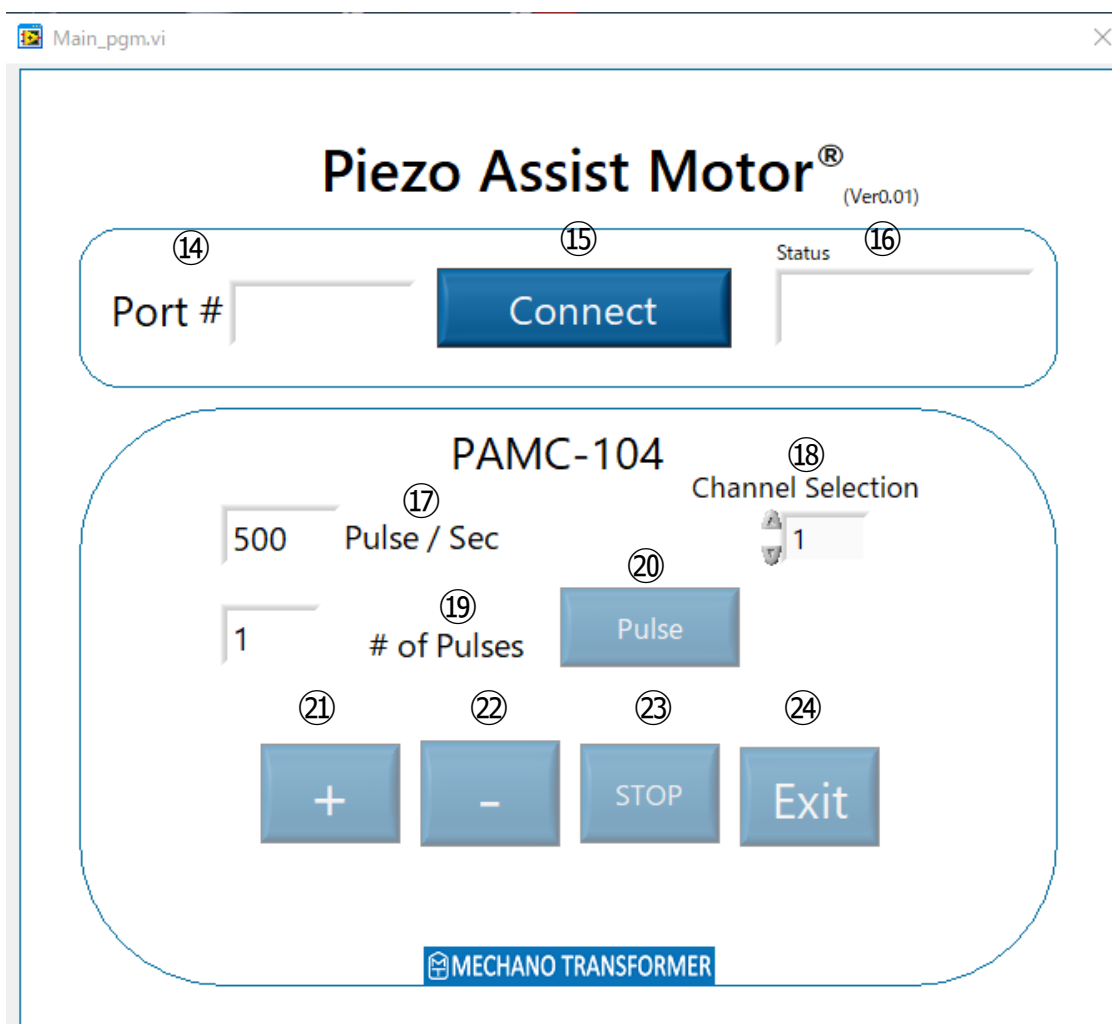 Main_pgm.vi
Piezo Assist Motor®
(Ver0.01)
⑭ ⑮ ⑯
Status
Port # Connect
PAMC-104
⑱
Channel Selection
⑰
500 Pulse / Sec
1
⑳
⑲
1 # of Pulses
Pulse
㉑ ㉒ ㉓ ㉔
+ - STOP Exit
MECHANO TRANSFORMER